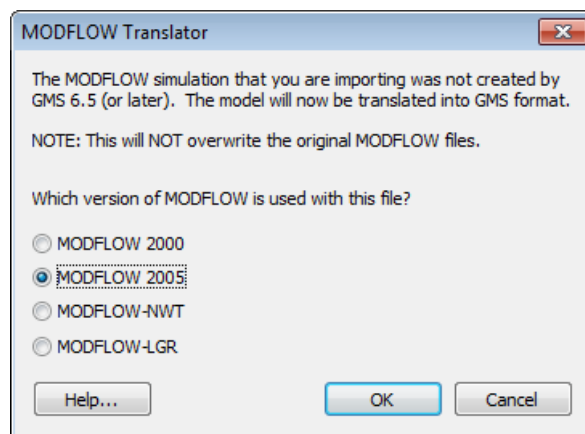 MODFLOW Translator
The MODFLOW simulation that you are importing was not created by
GMS 6.5 (or later).  The model will now be translated into GMS format.
NOTE: This will NOT overwrite the original MODFLOW files.
Which version of MODFLOW is used with this file?
MODFLOW 2000
MODFLOW 2005
MODFLOW-NWT
MODFLOW-LGR
Help... OK Cancel